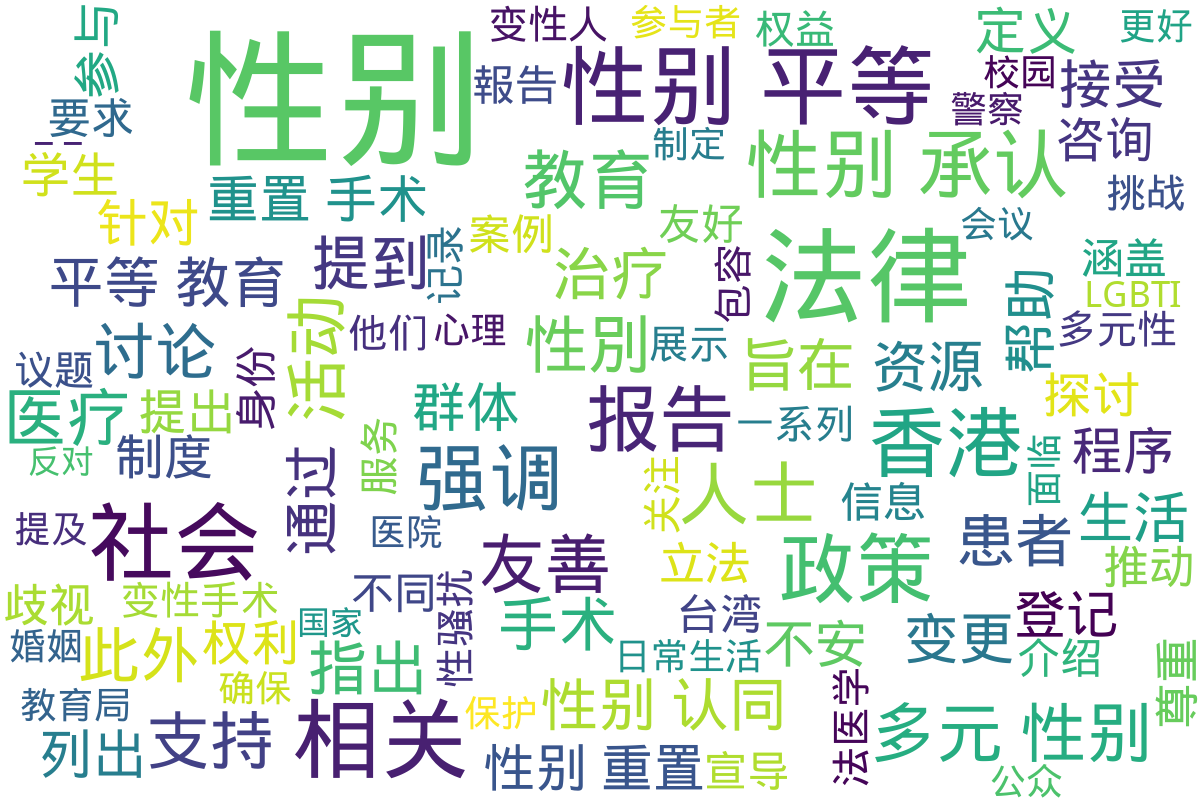 变性人
参与者
权益
定义
更好
参与
性别
報告
性别 平等
校园
接受
要求
警察
制定
咨询
学生
教育
性别 承认
重置 手术
挑战
针对
案例
友好
会议
提到
记录
法律
涵盖
平等 教育
治疗
包容
LGBTI
帮助
活动
他们
心理
多元性
讨论
性別
展示
旨在
资源
议题
身份
探讨
医疗
提出
群体
报告
一系列
香港
制度
服务
程序
反对
通过
强调
关注
人士
面临
信息
生活
社会
提及
医院
患者
友善
立法
政策
推动
歧视
变性手术
不同
性骚扰
台湾
登记
国家
手术
婚姻
此外
权利
不安
变更
指出
日常生活
介绍
尊重
教育局
确保
相关
保护
性别 认同
法医学
多元 性别
列出
支持
性别 重置
宣导
公众